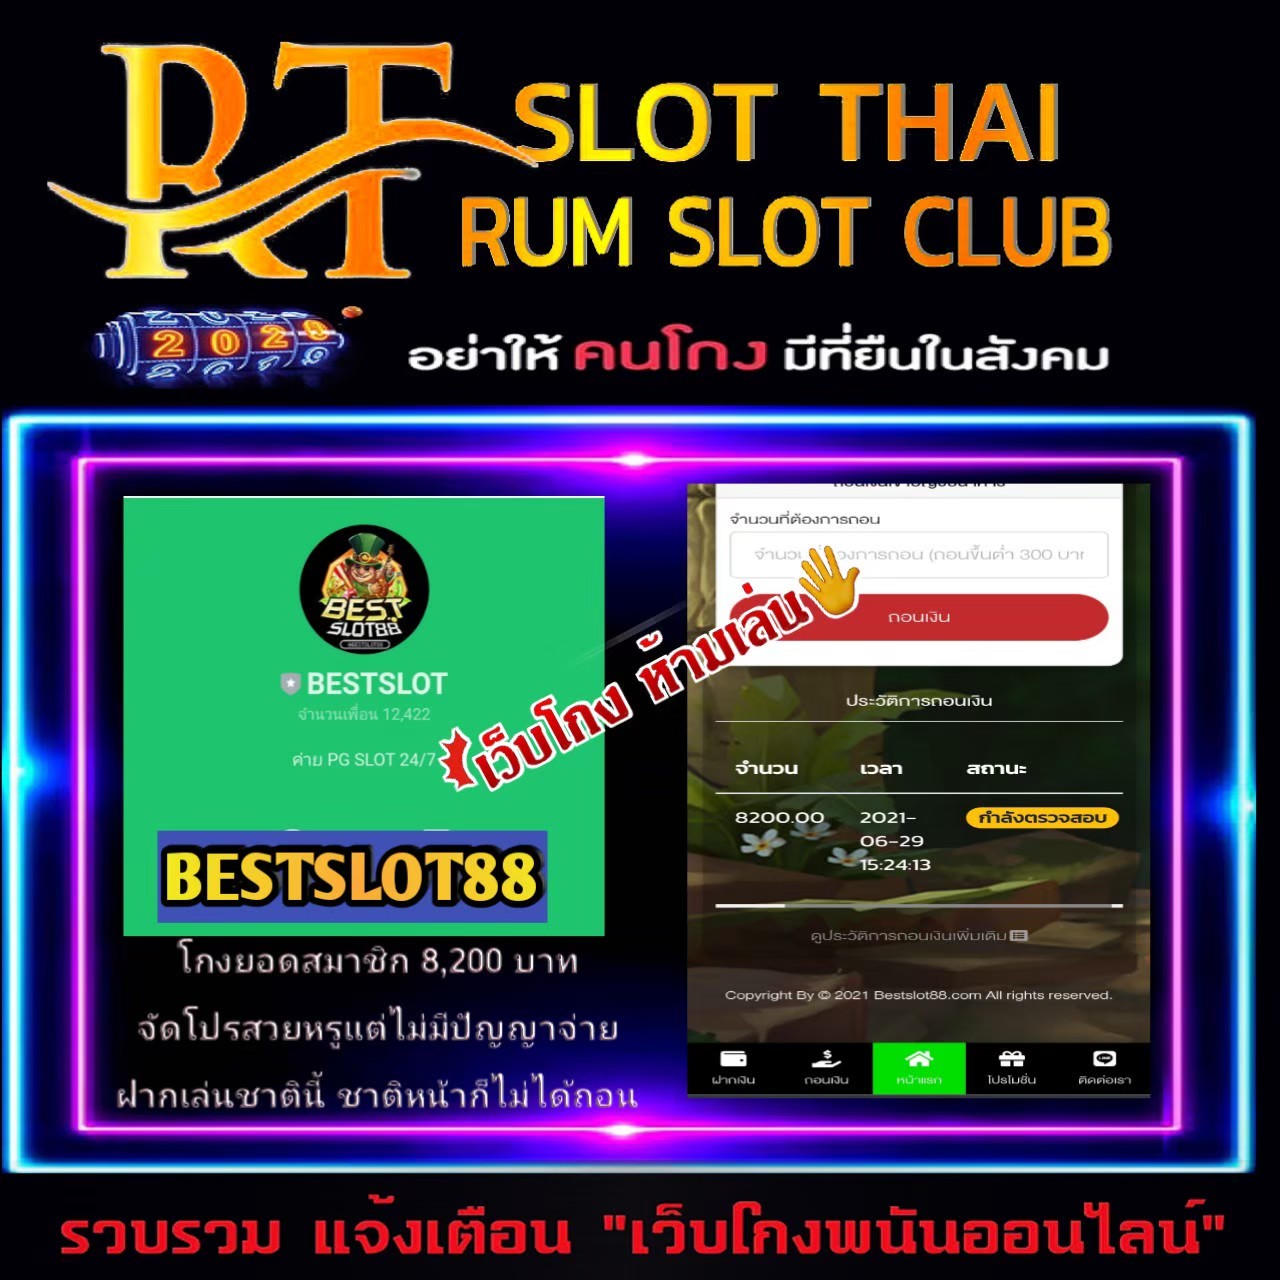 RT SLOT THAI
RUM SLOT CLUB
2020
อย่าให้ คนโกง มีที่ยืนในสังคม
BEST
SLOT88
BESTSLOT
จำนวนเพื่อน 12,422
ค่าย PG SLOT 24/7
BESTSLOT88
เว็บโกง ห้ามเล่น
โกงยอดสมาชิก 8,200 บาท
จัดโปรสวยหรูแต่ไม่มีปัญญาจ่าย
ฝากเล่นชาตินี้ ชาติหน้าก็ไม่ได้ถอน
จำนวนที่ต้องการถอน
(ถอนขั้นต่ำ 300
ถอนเงิน
ประวัติการถอนเงิน
จำนวน เวลา สถานะ
8200.00 2021-06-29 15:24:13 กำลังตรวจสอบ
ดูประวัติการถอนเงินเพิ่มเติม
Copyright By © 2021 Bestslot88.com All rights reserved.
ฝากเงิน ถอนเงิน หน้าแรก โปรโมชั่น ติดต่อเรา
รวบรวม แจ้งเตือน "เว็บโกงพนันออนไลน์"